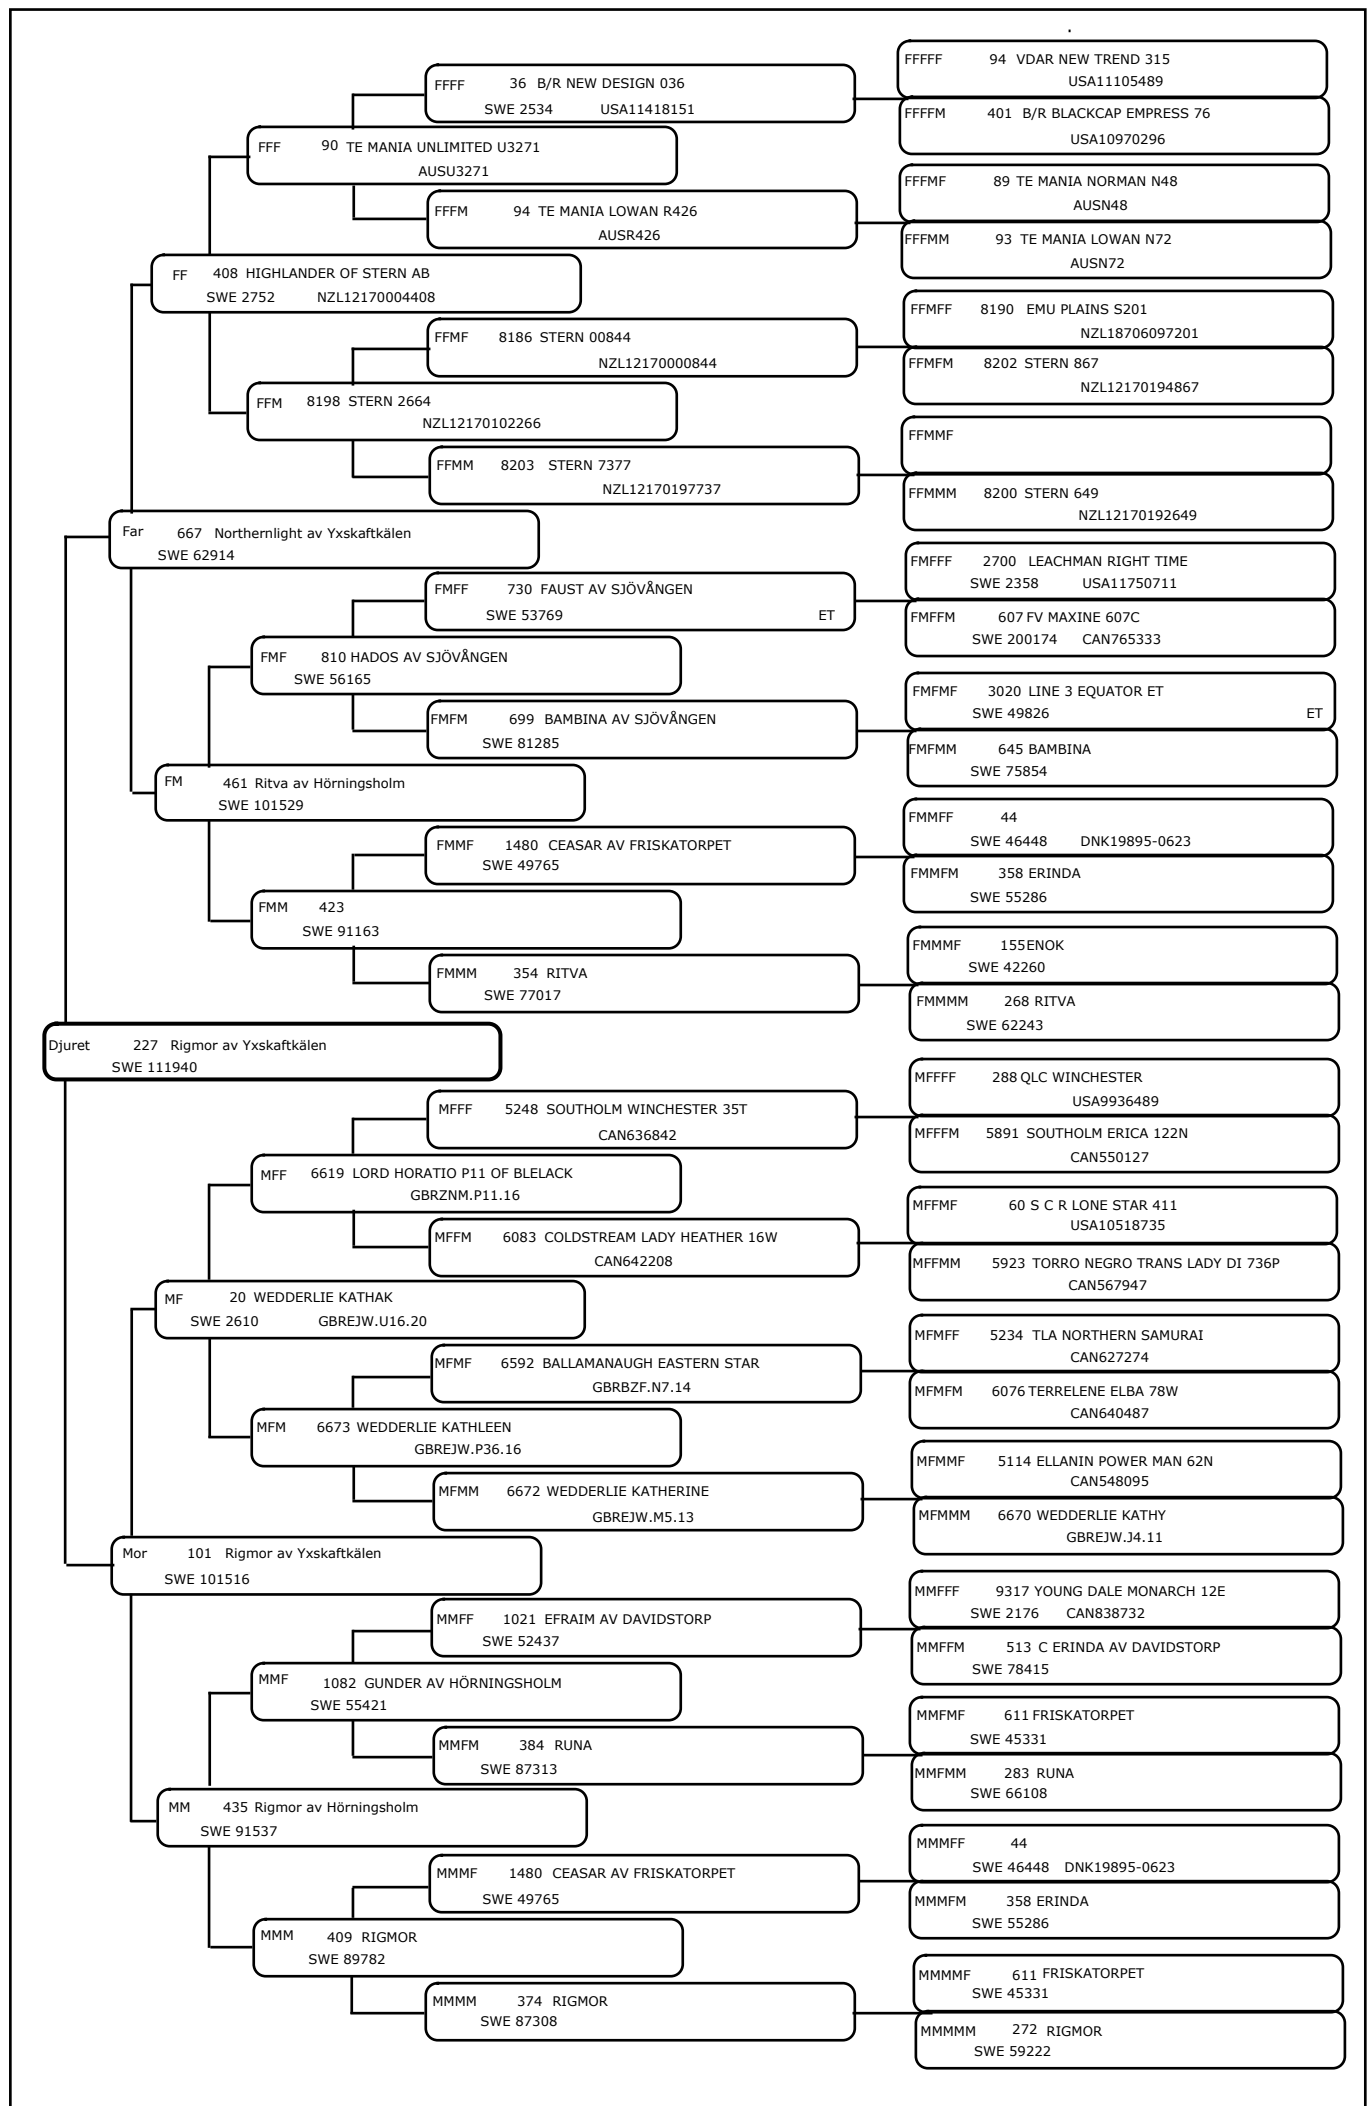 FFFFF 94 VDAR NEW TREND 315
USA11105489
FFFF 36 B/R NEW DESIGN 036
SWE 2534 USA11418151
FFFFM 401 B/R BLACKCAP EMPRESS 76
USA10970296
FFF 90 TE MANIA UNLIMITED U3271
AUSU3271
FFFMF 89 TE MANIA NORMAN N48
AUSN48
FFFM 94 TE MANIA LOWAN R426
AUSR426
FFFMM 93 TE MANIA LOWAN N72
AUSN72
FF 408 HIGHLANDER OF STERN AB
SWE 2752 NZL12170004408
FFMFF 8190 EMU PLAINS S201
NZL18706097201
FFMF 8186 STERN 00844
NZL12170000844
FFMFM 8202 STERN 867
NZL12170194867
FFM 8198 STERN 2664
NZL12170102266
FFMMF
FFMM 8203 STERN 7377
NZL12170197737
FFMMM 8200 STERN 649
NZL12170192649
Far 667 Northernlight av Yxskaftkälen
SWE 62914
FMFFF 2700 LEACHMAN RIGHT TIME
SWE 2358 USA11750711
FMFF 730 FAUST AV SJÖVÅNGEN
SWE 53769 ET
FMFFM 607 FV MAXINE 607C
SWE 200174 CAN765333
FMF 810 HADOS AV SJÖVÅNGEN
SWE 56165
FMFMF 3020 LINE 3 EQUATOR ET
SWE 49826 ET
FMFM 699 BAMBINA AV SJÖVÅNGEN
SWE 81285
FMFMM 645 BAMBINA
SWE 75854
FM 461 Ritva av Hörningsholm
SWE 101529
FMMFF 44
SWE 46448 DNK19895-0623
FMMF 1480 CEASAR AV FRISKATORPET
SWE 49765
FMMFM 358 ERINDA
SWE 55286
FMM 423
SWE 91163
FMMMF 155ENOK
SWE 42260
FMMM 354 RITVA
SWE 77017
FMMMM 268 RITVA
SWE 62243
Djuret 227 Rigmor av Yxskaftkälen
SWE 111940
MFFFF 288 QLC WINCHESTER
USA9936489
MFFF 5248 SOUTHOLM WINCHESTER 35T
CAN636842
MFFFM 5891 SOUTHOLM ERICA 122N
CAN550127
MFF 6619 LORD HORATIO P11 OF BLELACK
GBRZNM.P11.16
MFFMF 60 S C R LONE STAR 411
USA10518735
MFFM 6083 COLDSTREAM LADY HEATHER 16W
CAN642208
MFFMM 5923 TORRO NEGRO TRANS LADY DI 736P
CAN567947
MF 20 WEDDERLIE KATHAK
SWE 2610 GBREJW.U16.20
MFMFF 5234 TLA NORTHERN SAMURAI
CAN627274
MFMF 6592 BALLAMANAUGH EASTERN STAR
GBRBZF.N7.14
MFMFM 6076 TERRELENE ELBA 78W
CAN640487
MFM 6673 WEDDERLIE KATHLEEN
GBREJW.P36.16
MFMMF 5114 ELLANIN POWER MAN 62N
CAN548095
MFMM 6672 WEDDERLIE KATHERINE
GBREJW.M5.13
MFMMM 6670 WEDDERLIE KATHY
GBREJW.J4.11
Mor 101 Rigmor av Yxskaftkälen
SWE 101516
MMFFF 9317 YOUNG DALE MONARCH 12E
SWE 2176 CAN838732
MMFF 1021 EFRAIM AV DAVIDSTORP
SWE 52437
MMFFM 513 C ERINDA AV DAVIDSTORP
SWE 78415
MMF 1082 GUNDER AV HÖRNINGSHOLM
SWE 55421
MMFMF 611 FRISKATORPET
SWE 45331
MMFM 384 RUNA
SWE 87313
MMFMM 283 RUNA
SWE 66108
MM 435 Rigmor av Hörningsholm
SWE 91537
MMMFF 44
SWE 46448 DNK19895-0623
MMMF 1480 CEASAR AV FRISKATORPET
SWE 49765
MMMFM 358 ERINDA
SWE 55286
MMM 409 RIGMOR
SWE 89782
MMMMF 611 FRISKATORPET
SWE 45331
MMMM 374 RIGMOR
SWE 87308
MMMMM 272 RIGMOR
SWE 59222